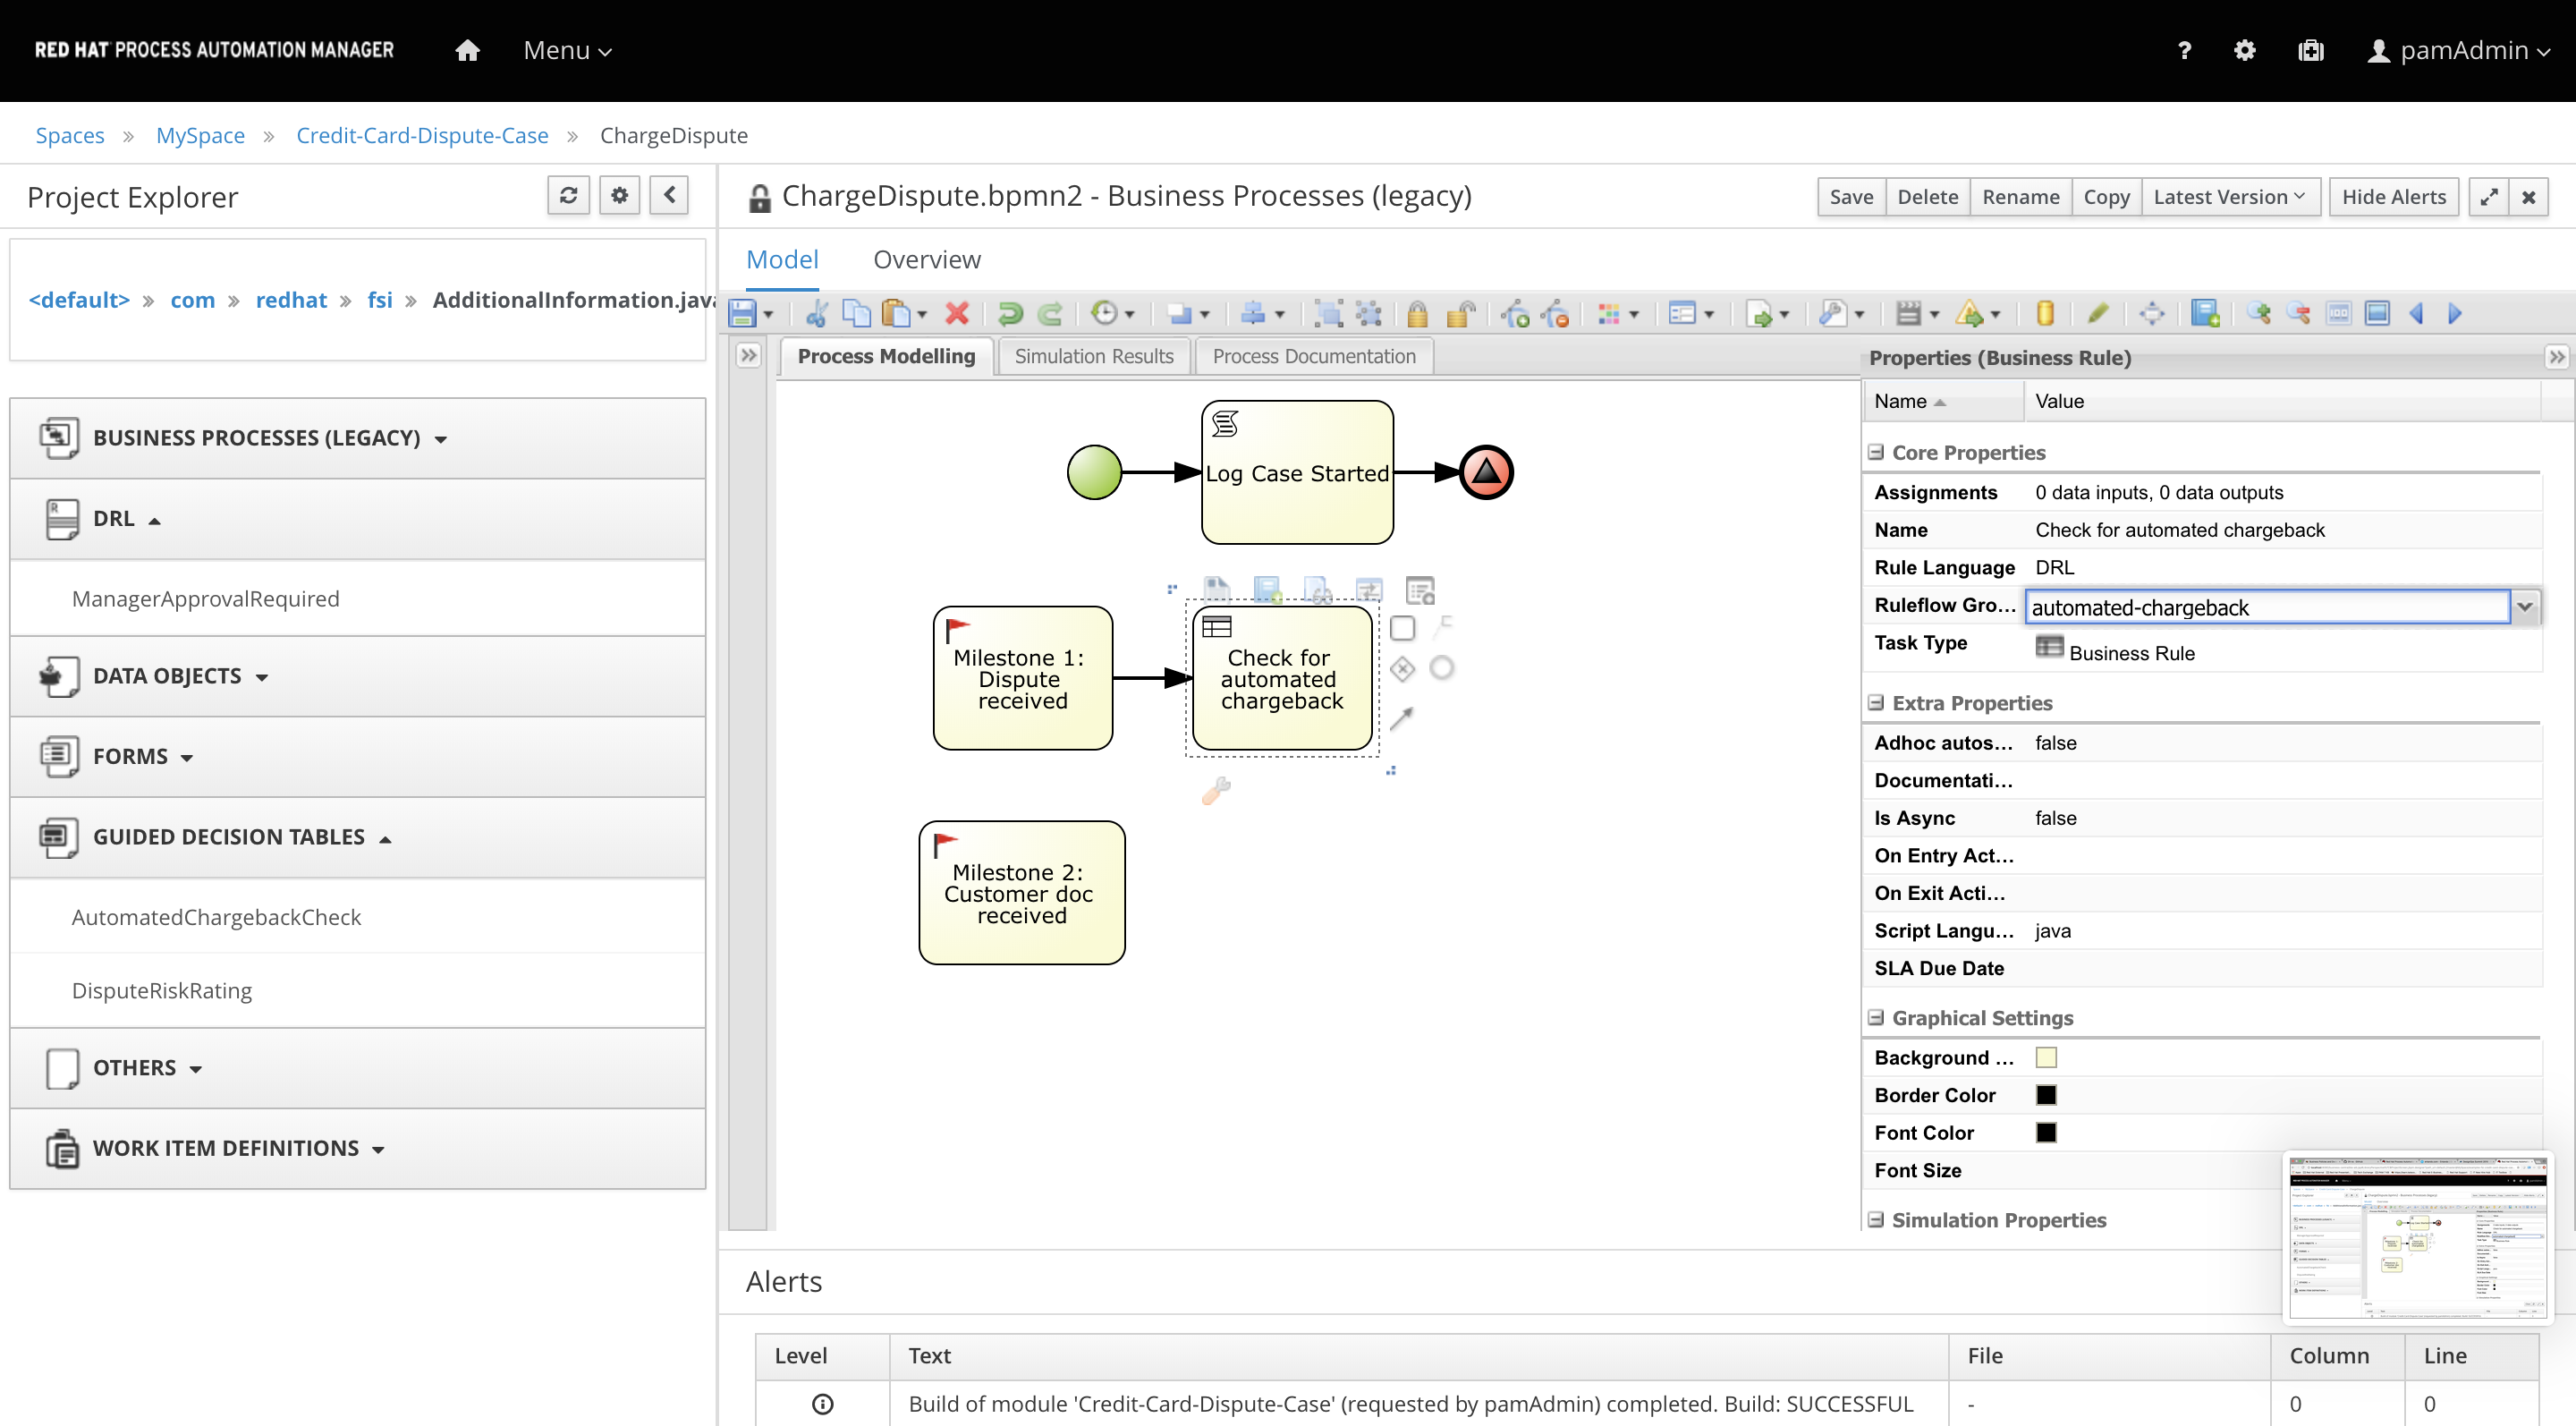 RED HAT PROCESS AUTOMATION MANAGER
Menu
?
pamAdmin
Spaces » MySpace » Credit-Card-Dispute-Case » ChargeDispute
Project Explorer
<default> » com » redhat » fsi » AdditionalInformation.java
BUSINESS PROCESSES (LEGACY)
DRL
ManagerApprovalRequired
DATA OBJECTS
FORMS
GUIDED DECISION TABLES
AutomatedChargebackCheck
DisputeRiskRating
OTHERS
WORK ITEM DEFINITIONS
ChargeDispute.bpmn2 - Business Processes (legacy)
Save
Delete
Rename
Copy
Latest Version
Hide Alerts
Model
Overview
Process Modelling
Simulation Results
Process Documentation
Log Case Started
Milestone 1:
Dispute
received
Check for
automated
chargeback
Milestone 2:
Customer doc
received
Properties (Business Rule)
Name
Value
Core Properties
Assignments 0 data inputs, 0 data outputs
Name Check for automated chargeback
Rule Language DRL
Ruleflow Gro... automated-chargeback
Task Type Business Rule
Extra Properties
Adhoc autos... false
Documentati...
Is Async false
On Entry Act...
On Exit Acti...
Script Langu... java
SLA Due Date
Graphical Settings
Background ...
Border Color
Font Color
Font Size
Simulation Properties
Alerts
Level Text File Column Line
Build of module 'Credit-Card-Dispute-Case' (requested by pamAdmin) completed. Build: SUCCESSFUL - 0 0